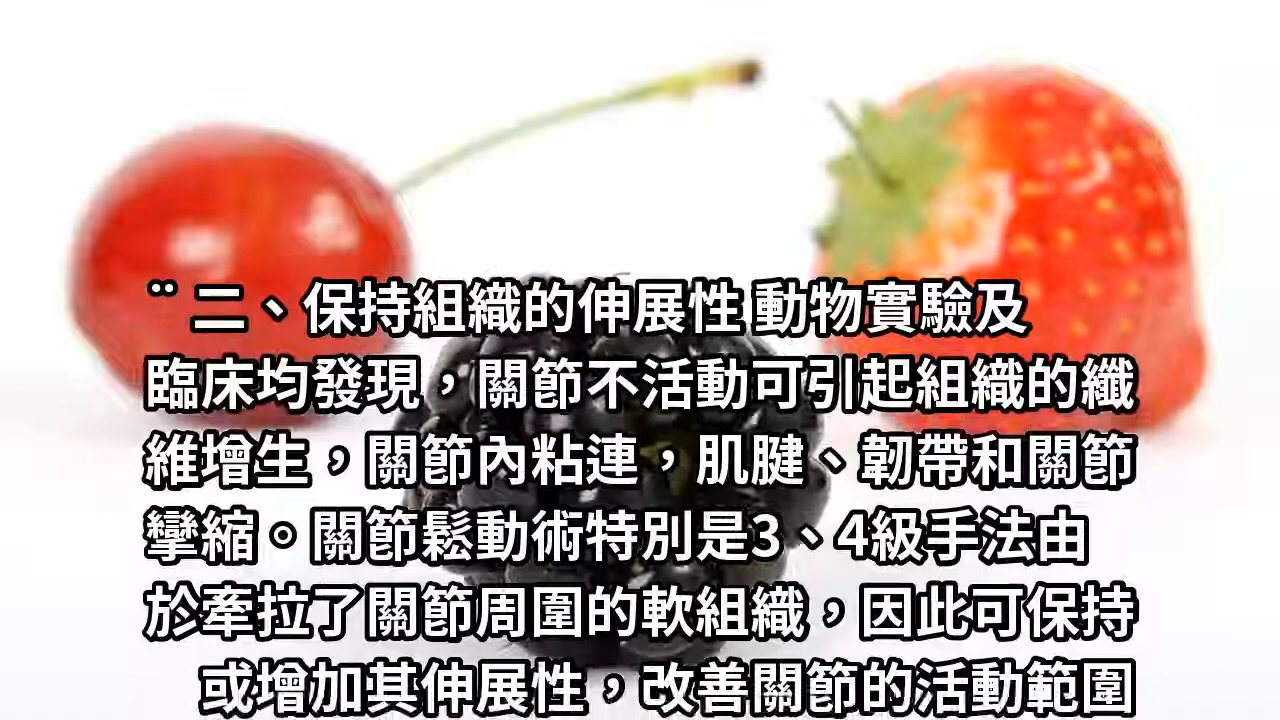 ¨ 二、保持組織的伸展性 動物實驗及
臨床均發現，關節不活動可引起組織的纖
維增生，關節內粘連，肌腱、韌帶和關節
攣縮。關節鬆動術特別是3、4級手法由
於牽拉了關節周圍的軟組織，因此可保持
或增加其伸展性，改善關節的活動範圍